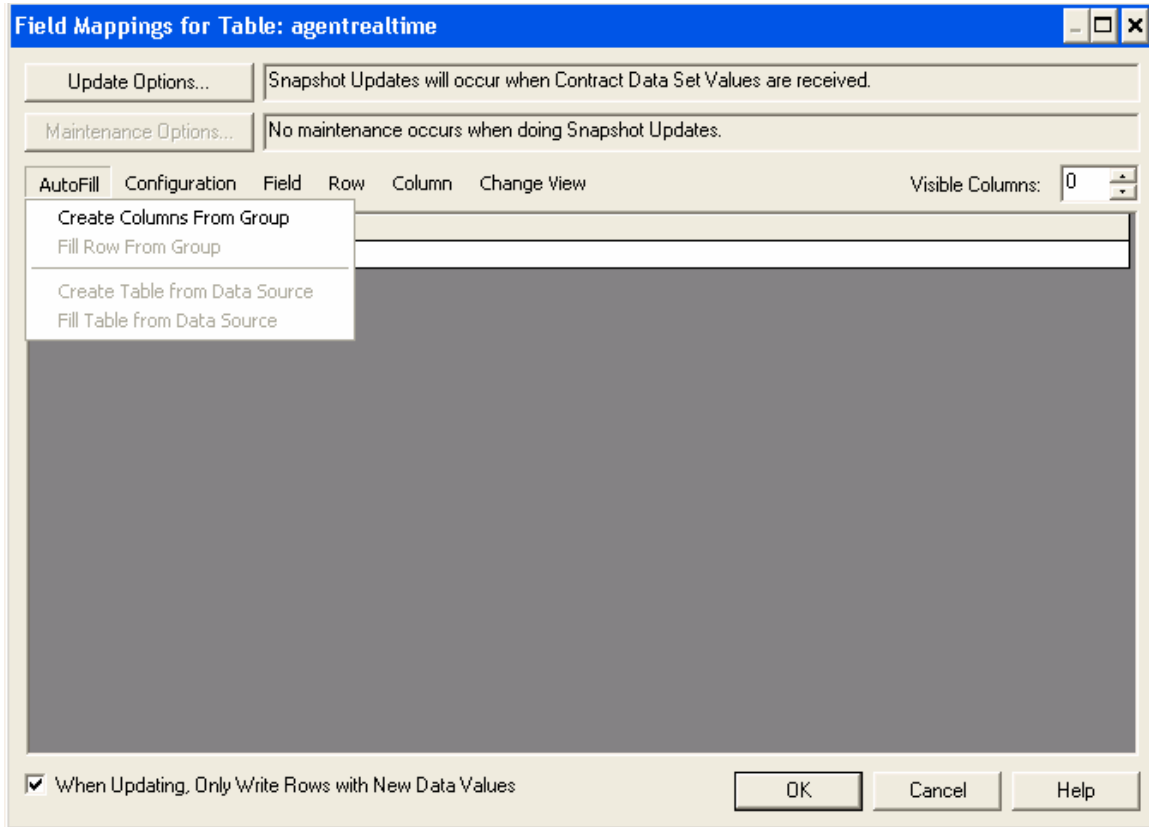 Field Mappings for Table: agentrealtime
Update Options...
Snapshot Updates will occur when Contract Data Set Values are received.
Maintenance Options...
No maintenance occurs when doing Snapshot Updates.
AutoFill Configuration Field Row Column Change View Visible Columns: 0
Create Columns From Group
Fill Row From Group
Create Table from Data Source
Fill Table from Data Source
When Updating, Only Write Rows with New Data Values
OK Cancel Help